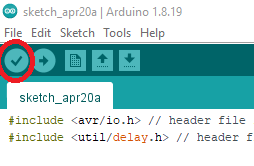 sketch_apr20a | Arduino 1.8.19
File Edit Sketch Tools Help
sketch_apr20a
#include <avr/io.h> // header file
#include <util/delay.h> // header f